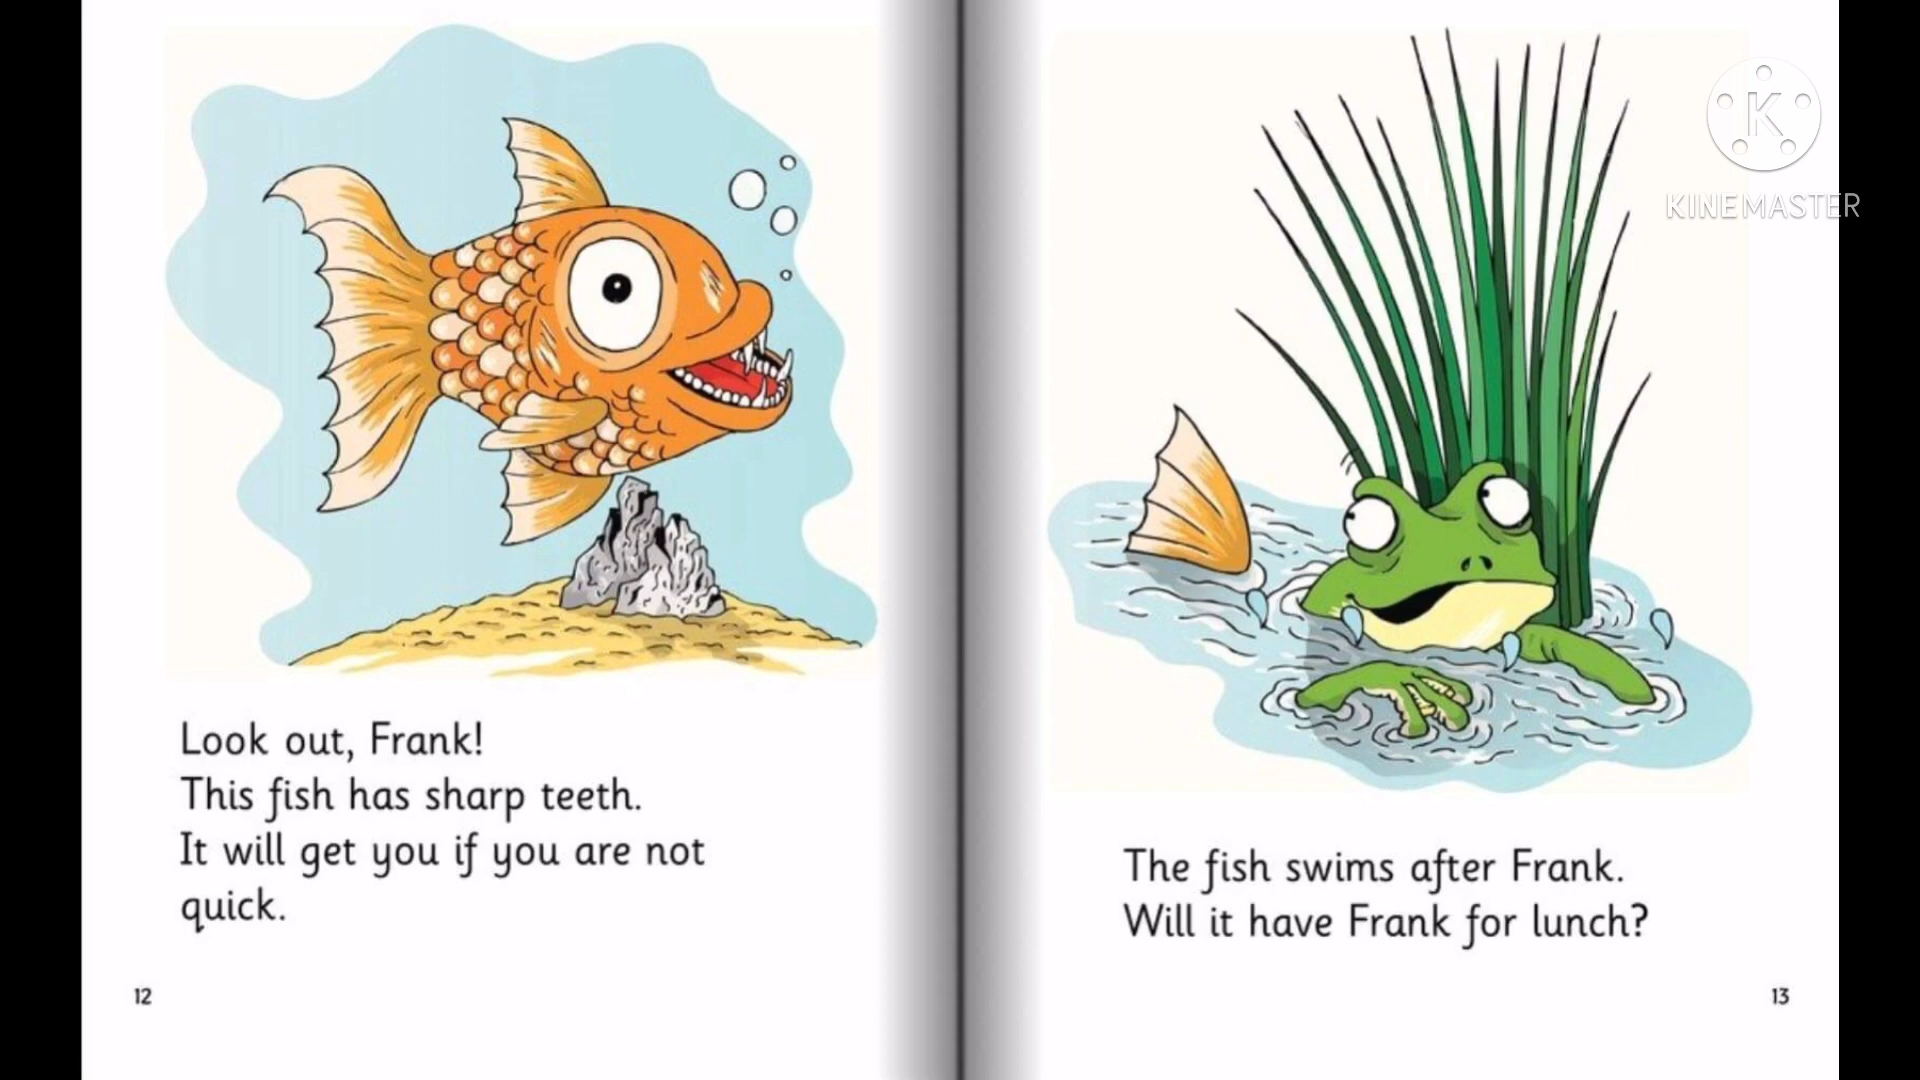 Look out, Frank!
This fish has sharp teeth.
It will get you if you are not
quick.
12
The fish swims after Frank.
Will it have Frank for lunch?
13
K
KINEMASTER